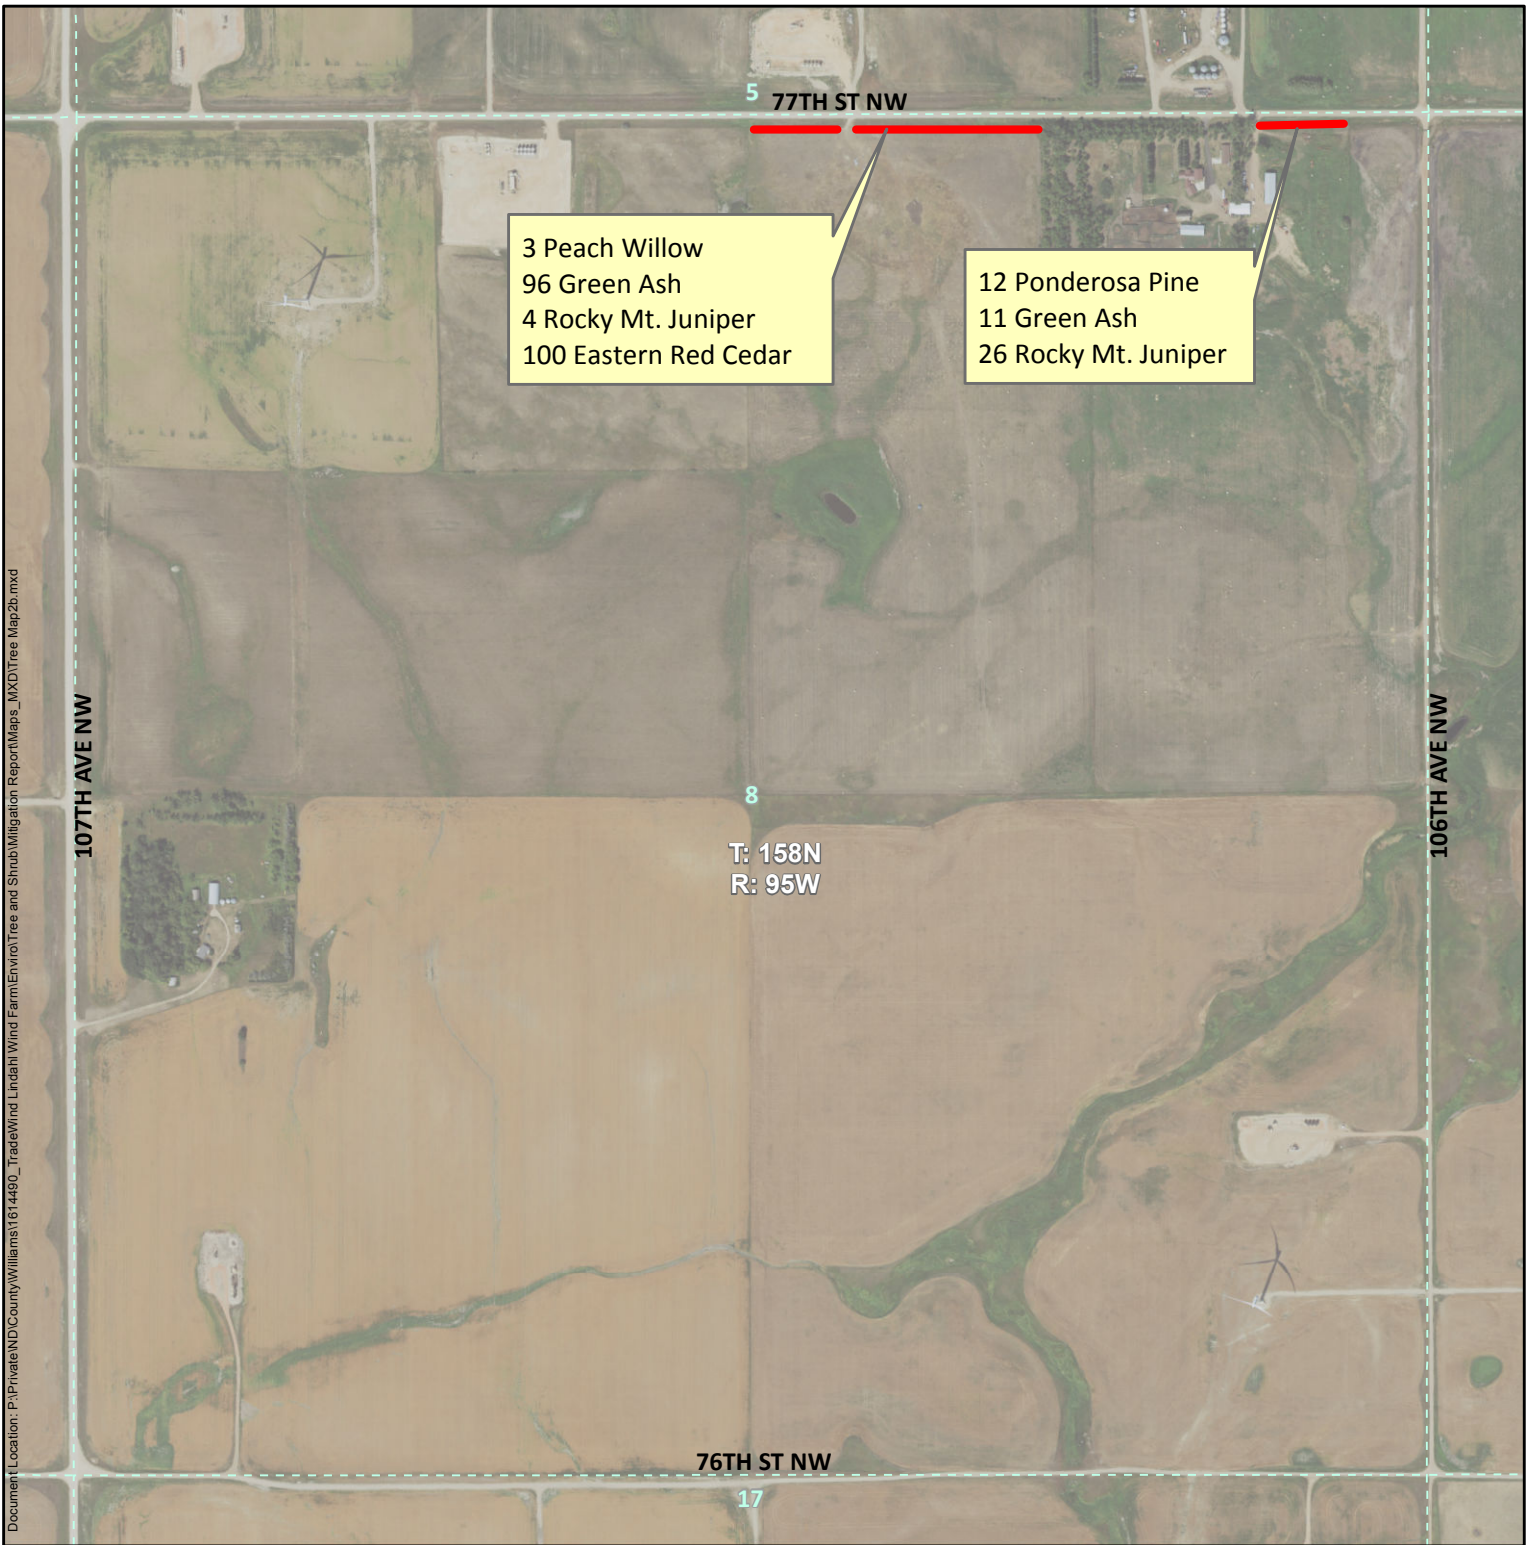 5
77TH ST NW
3 Peach Willow
96 Green Ash
4 Rocky Mt. Juniper
100 Eastern Red Cedar
12 Ponderosa Pine
11 Green Ash
26 Rocky Mt. Juniper
107TH AVE NW
106TH AVE NW
8
T: 158N
R: 95W
76TH ST NW
17
Document Location: P:\Private\ND\County\Williams\1614490_TradeWind Lindahl Wind Farm\Enviro\Tree and Shrub\Mitigation Report\Maps_MXD\Tree Map2b.mxd